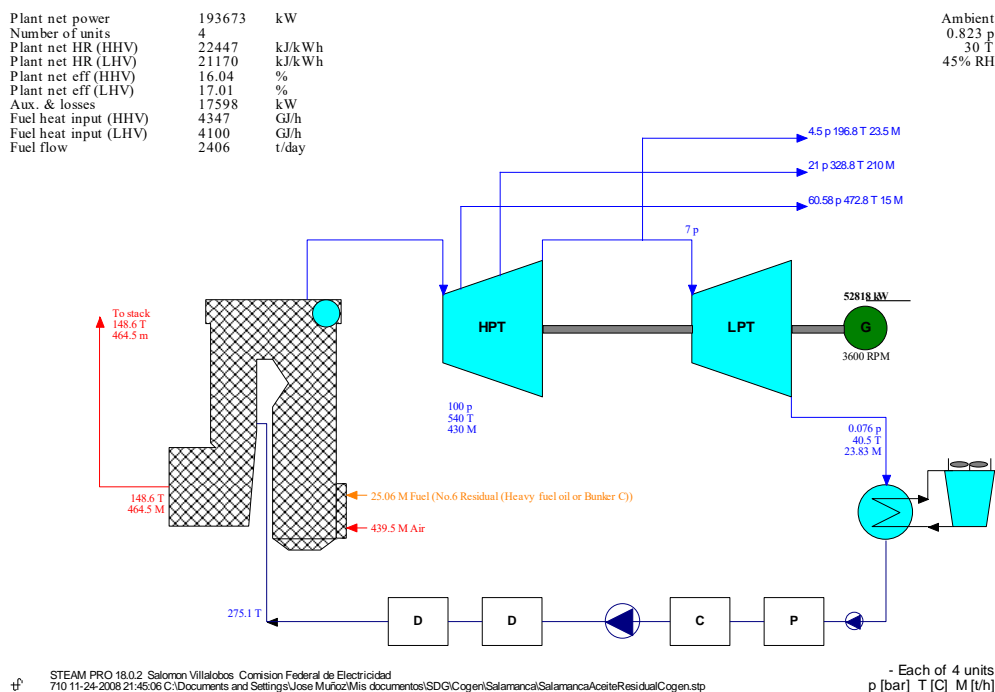 Plant net power 193673 kW
Number of units 4
Plant net HR (HHV) 22447 kJ/kWh
Plant net HR (LHV) 21170 kJ/kWh
Plant net eff (HHV) 16.04 %
Plant net eff (LHV) 17.01 %
Aux. & losses 17598 kW
Fuel heat input (HHV) 4347 GJ/h
Fuel heat input (LHV) 4100 GJ/h
Fuel flow 2406 t/day
Ambient
0.823 p
30 T
45% RH
4.5 p 196.8 T 23.5 M
21 p 328.8 T 210 M
60.58 p 472.8 T 15 M
7 p
52818 kW
To stack
148.6 T
464.5 m
HPT
LPT
G
3600 RPM
100 p
540 T
430 M
0.076 p
40.5 T
23.83 M
148.6 T
464.5 M
25.06 M Fuel (No.6 Residual (Heavy fuel oil or Bunker C))
439.5 M Air
275.1 T
D
D
C
P
STEAM PRO 18.0.2 Salomon Villalobos Comision Federal de Electricidad
710 11-24-2008 21:45:06 C:\Documents and Settings\Jose Muñoz\Mis documentos\SDG\Cogen\Salamanca\SalamancaAceiteResidualCogen.stp
- Each of 4 units
p [bar] T [C] M [t/h]